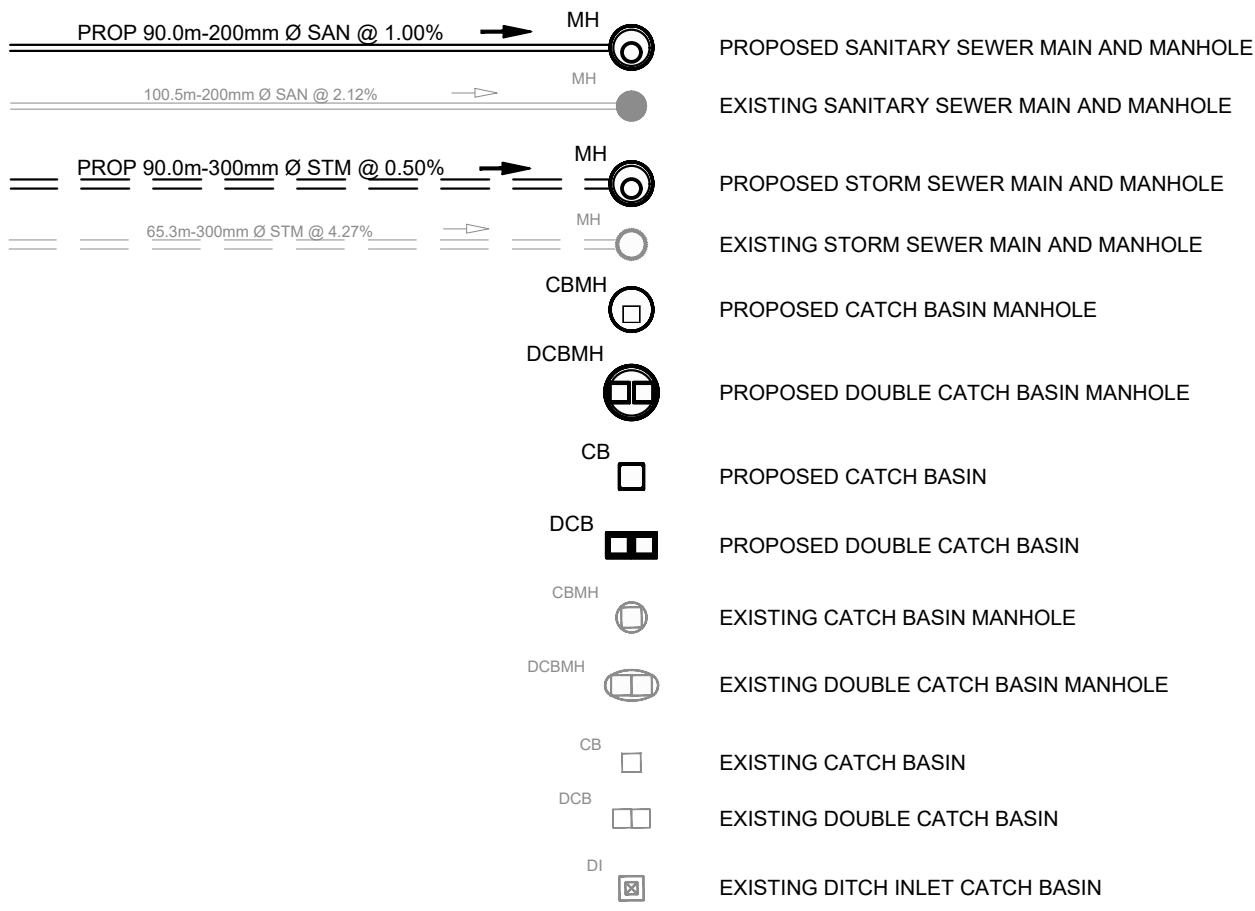 PROP 90.0m-200mm Ø SAN @ 1.00% MH
PROPOSED SANITARY SEWER MAIN AND MANHOLE
100.5m-200mm Ø SAN @ 2.12% MH
EXISTING SANITARY SEWER MAIN AND MANHOLE
PROP 90.0m-300mm Ø STM @ 0.50% MH
PROPOSED STORM SEWER MAIN AND MANHOLE
65.3m-300mm Ø STM @ 4.27% MH
EXISTING STORM SEWER MAIN AND MANHOLE
CBMH
PROPOSED CATCH BASIN MANHOLE
DCBMH
PROPOSED DOUBLE CATCH BASIN MANHOLE
CB
PROPOSED CATCH BASIN
DCB
PROPOSED DOUBLE CATCH BASIN
CBMH
EXISTING CATCH BASIN MANHOLE
DCBMH
EXISTING DOUBLE CATCH BASIN MANHOLE
CB
EXISTING CATCH BASIN
DCB
EXISTING DOUBLE CATCH BASIN
DI
EXISTING DITCH INLET CATCH BASIN